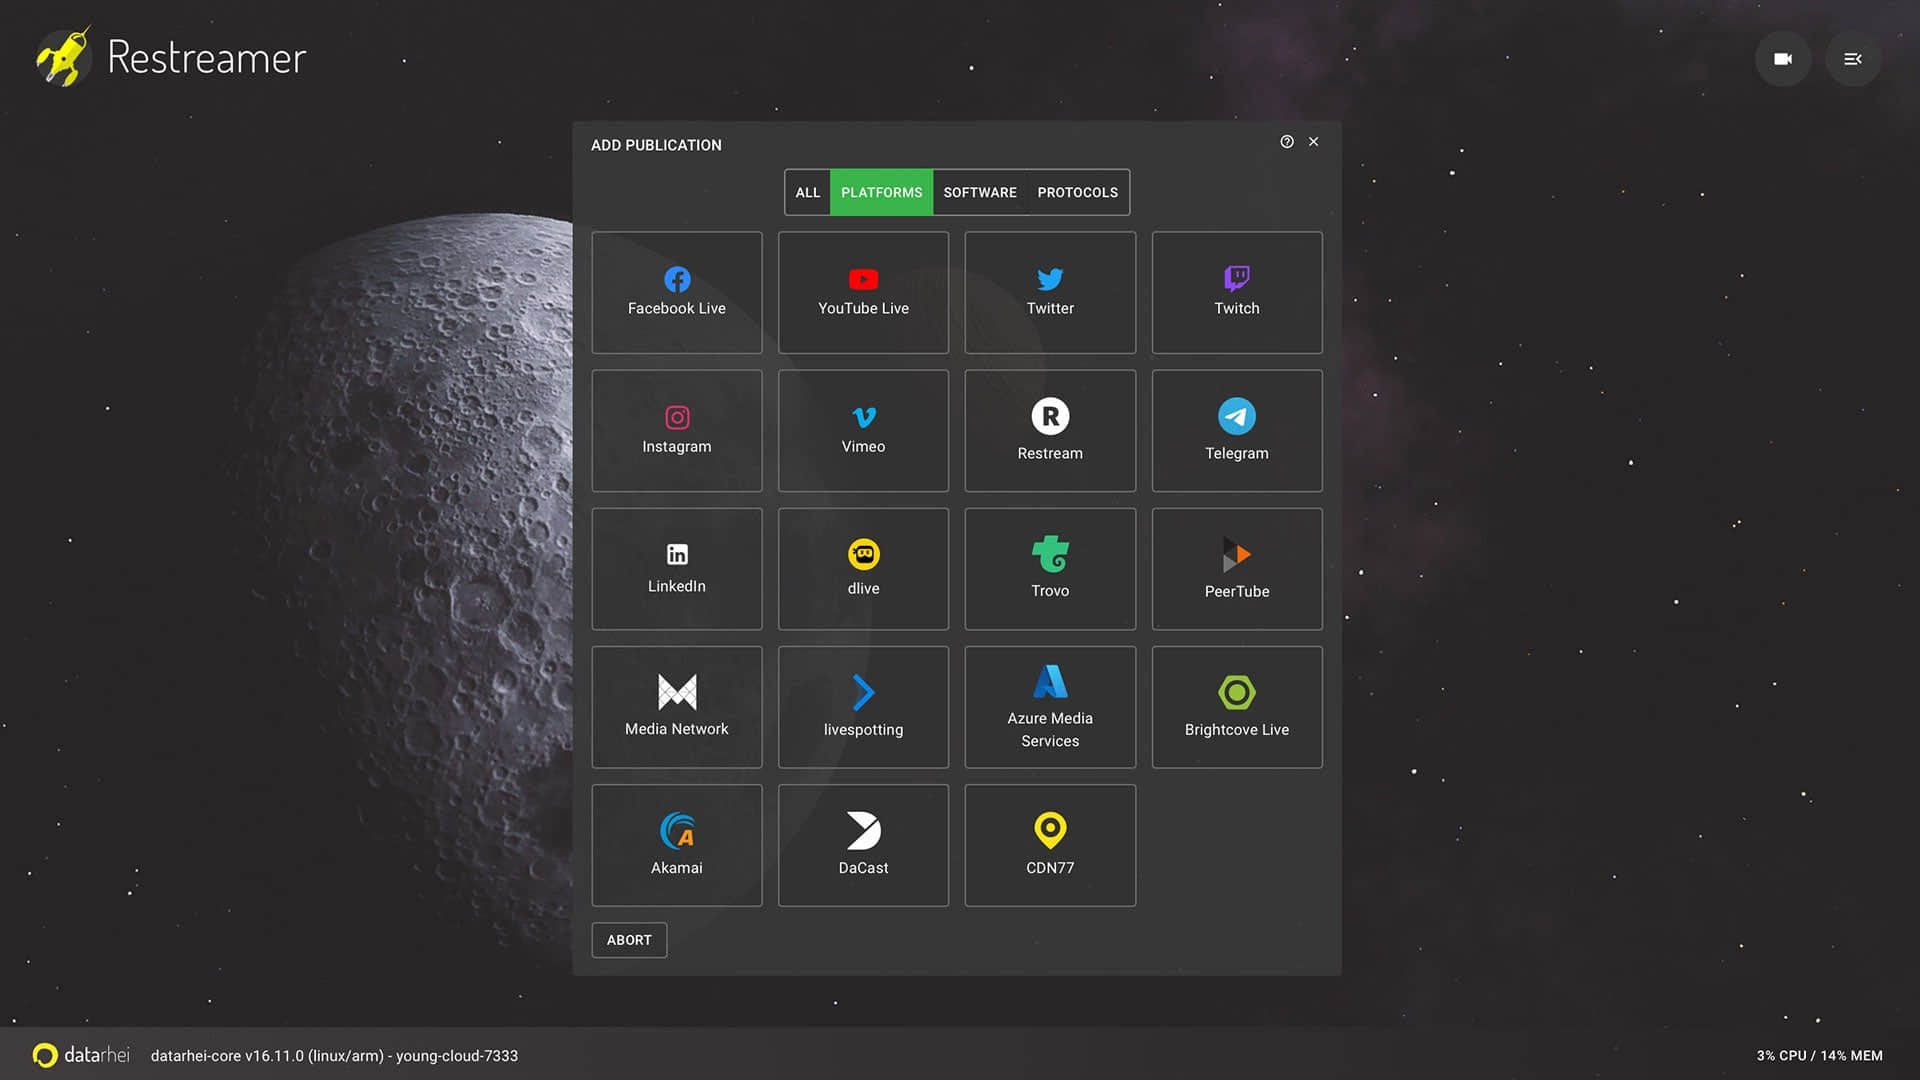 Restreamer
ADD PUBLICATION
ALL PLATFORMS SOFTWARE PROTOCOLS
Facebook Live YouTube Live Twitter Twitch
Instagram Vimeo Restream Telegram
LinkedIn dlive Trovo PeerTube
Media Network livespotting Azure Media Services Brightcove Live
Akamai DaCast CDN77
ABORT
datarhei datarhei-core v16.11.0 (linux/arm) - young-cloud-7333 3% CPU / 14% MEM